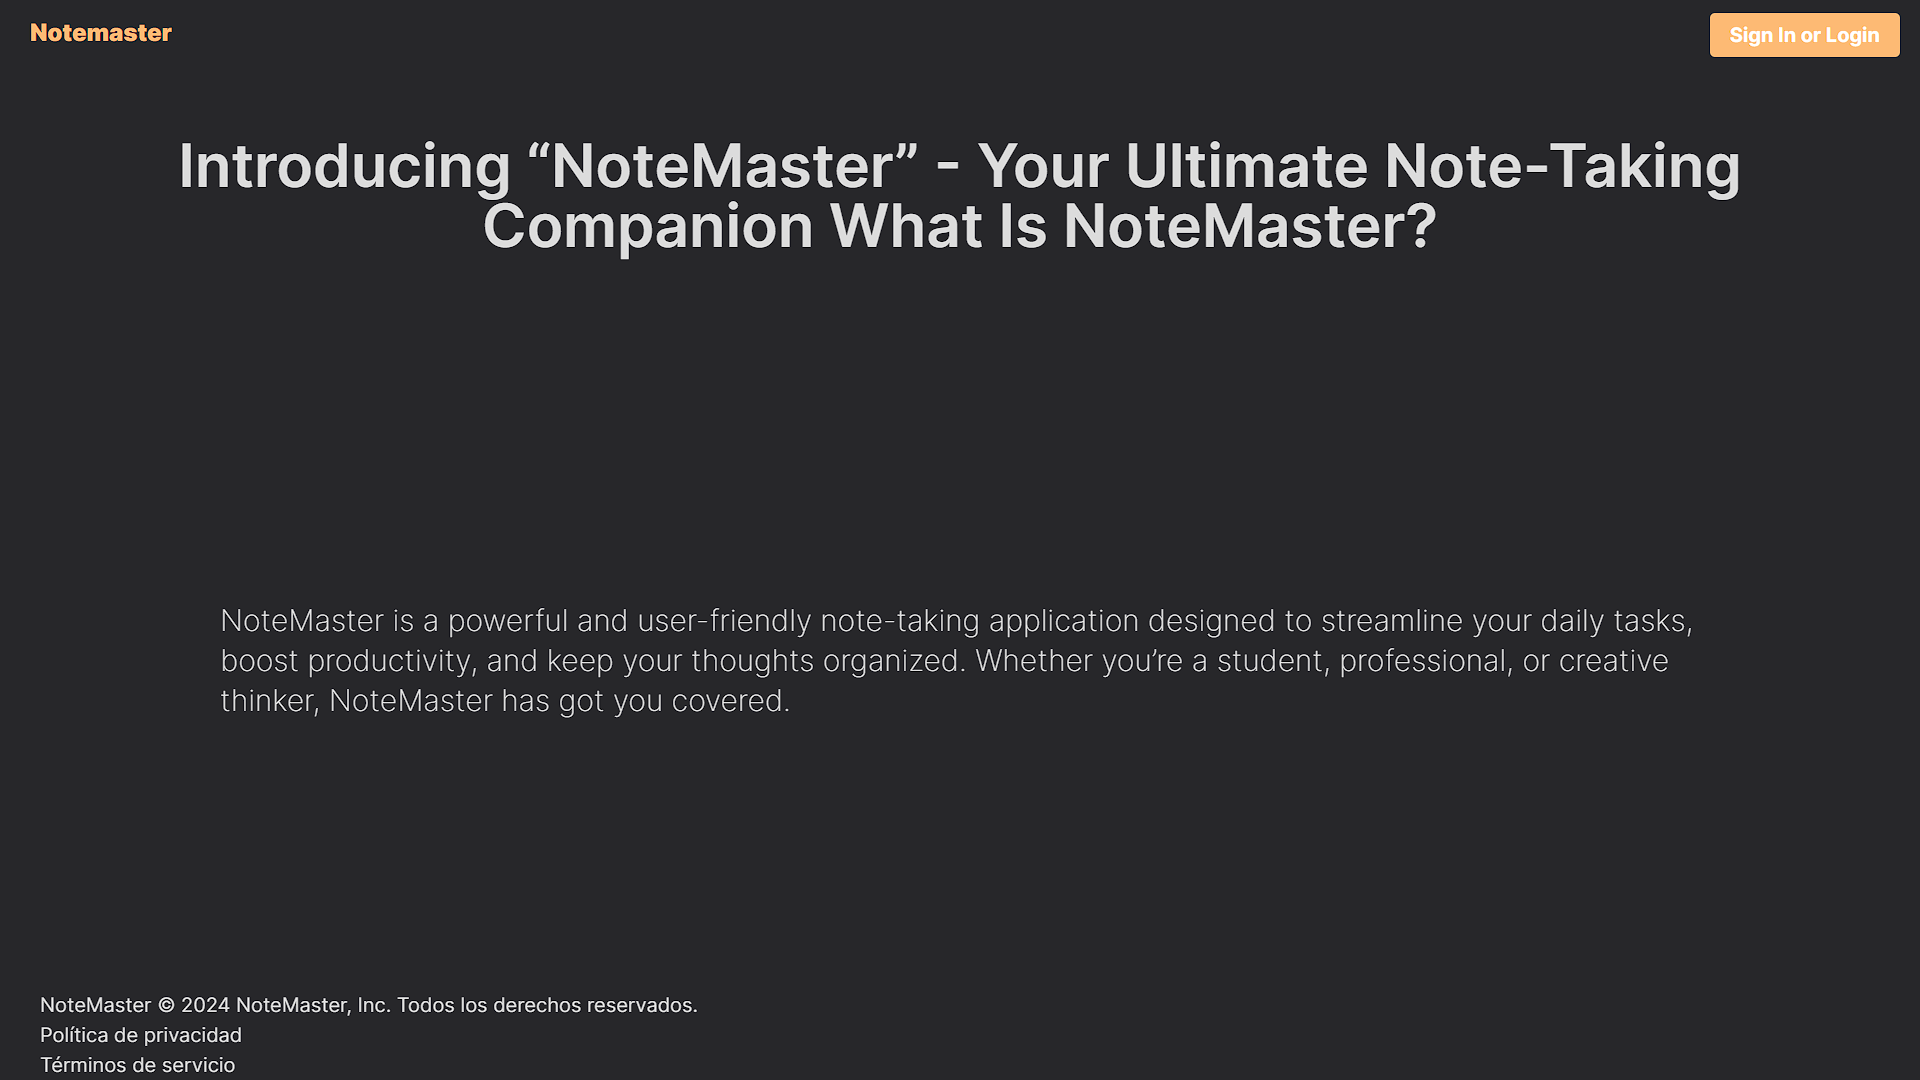 Notemaster
Sign In or Login
Introducing “NoteMaster” - Your Ultimate Note-Taking
Companion What Is NoteMaster?
NoteMaster is a powerful and user-friendly note-taking application designed to streamline your daily tasks,
boost productivity, and keep your thoughts organized. Whether you’re a student, professional, or creative
thinker, NoteMaster has got you covered.
NoteMaster © 2024 NoteMaster, Inc. Todos los derechos reservados.
Política de privacidad
Términos de servicio